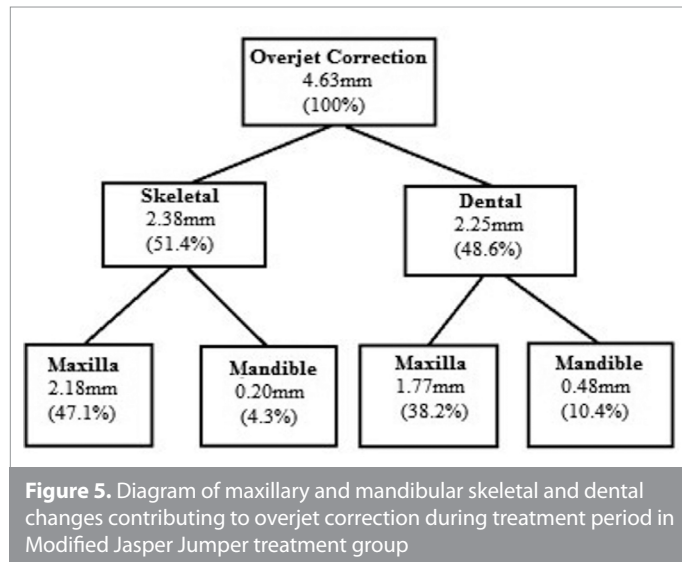 Overjet Correction
4.63mm
(100%)
Skeletal
2.38mm
(51.4%)
Dental
2.25mm
(48.6%)
Maxilla
2.18mm
(47.1%)
Mandible
0.20mm
(4.3%)
Maxilla
1.77mm
(38.2%)
Mandible
0.48mm
(10.4%)
Figure 5. Diagram of maxillary and mandibular skeletal and dental
changes contributing to overjet correction during treatment period in
Modified Jasper Jumper treatment group